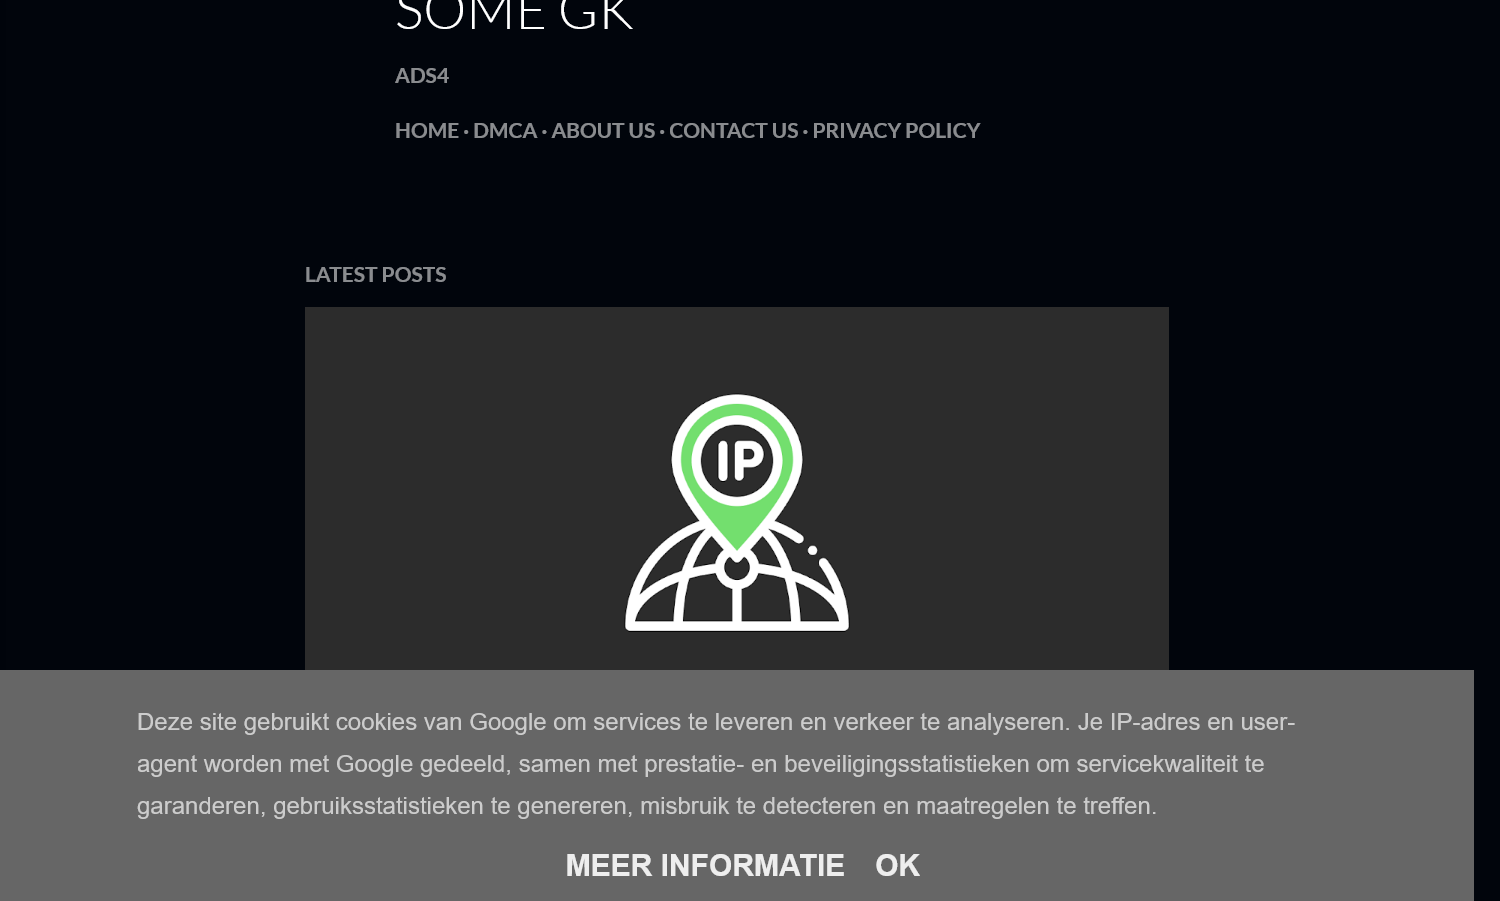 SOME GK
ADS4
HOME · DMCA · ABOUT US · CONTACT US · PRIVACY POLICY
LATEST POSTS
IP
Deze site gebruikt cookies van Google om services te leveren en verkeer te analyseren. Je IP-adres en user-
agent worden met Google gedeeld, samen met prestatie- en beveiligingsstatistieken om servicekwaliteit te
garanderen, gebruiksstatistieken te genereren, misbruik te detecteren en maatregelen te treffen.
MEER INFORMATIE OK